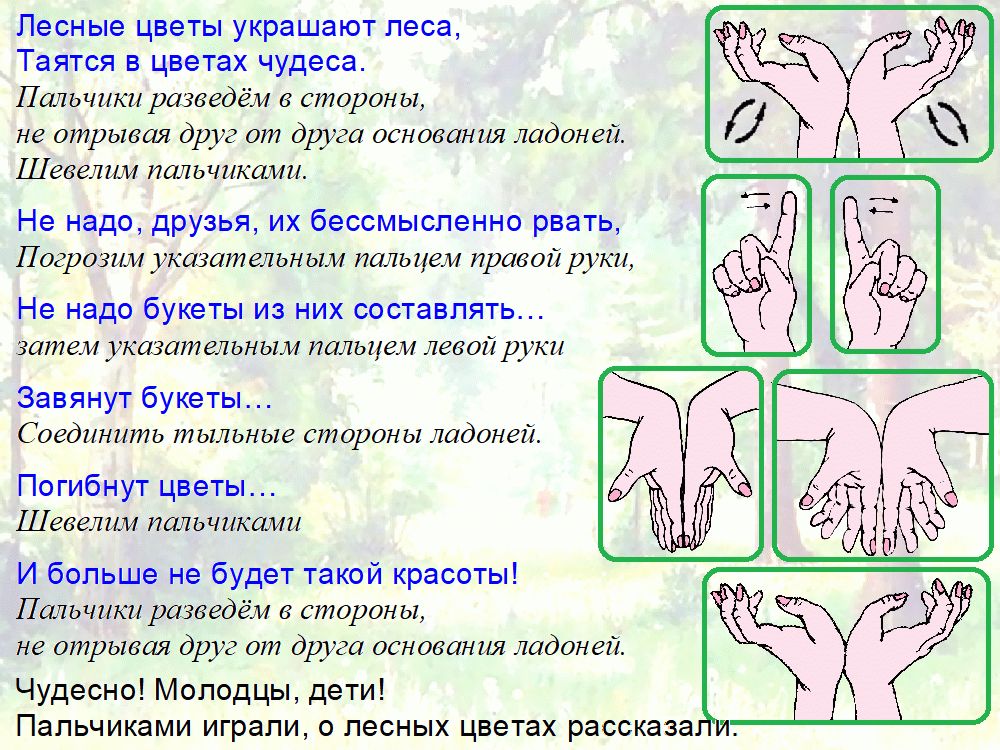 Лесные цветы украшают леса,
Таятся в цветах чудеса.
Пальчики разведём в стороны,
не отрывая друг от друга основания ладоней.
Шевелим пальчиками.
Не надо, друзья, их бессмысленно рвать,
Погрозим указательным пальцем правой руки,
Не надо букеты из них составлять…
затем указательным пальцем левой руки
Завянут букеты…
Соединить тыльные стороны ладоней.
Погибнут цветы…
Шевелим пальчиками
И больше не будет такой красоты!
Пальчики разведём в стороны,
не отрывая друг от друга основания ладоней.
Чудесно! Молодцы, дети!
Пальчиками играли, о лесных цветах рассказали.